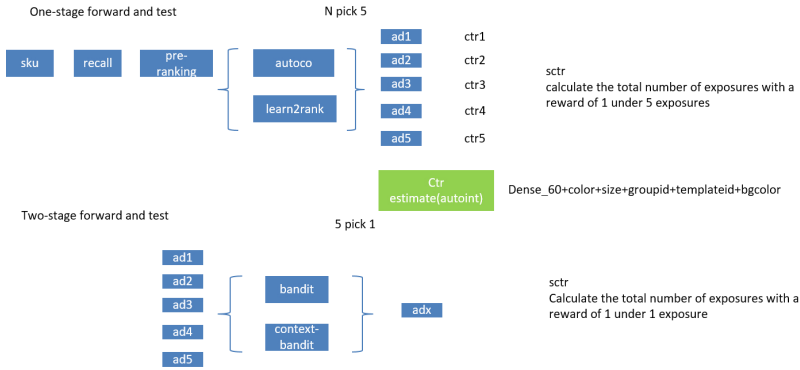 One-stage forward and test
N pick 5
sku
recall
pre-
ranking
autoco
learn2rank
ad1
ctr1
ad2
ctr2
ad3
ctr3
ad4
ctr4
ad5
ctr5
sctr
calculate the total number of exposures with a
reward of 1 under 5 exposures
Ctr
estimate(autoint)
Dense_60+color+size+groupid+templateid+bgcolor
Two-stage forward and test
5 pick 1
ad1
ad2
ad3
ad4
ad5
bandit
context-
bandit
adx
sctr
Calculate the total number of exposures with a
reward of 1 under 1 exposure